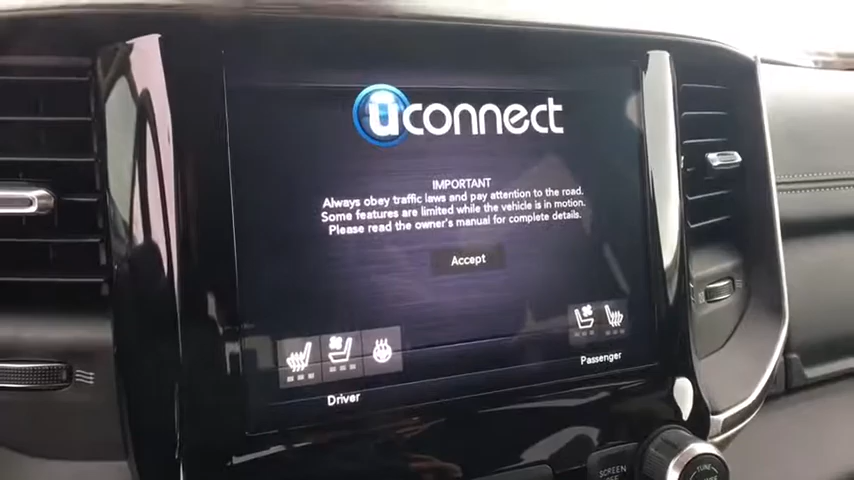 uconnect
IMPORTANT
Always obey traffic laws and pay attention to the road.
Some features are limited while the vehicle is in motion.
Please read the owner's manual for complete details.
Accept
Driver
Passenger
SCREEN
TUNE